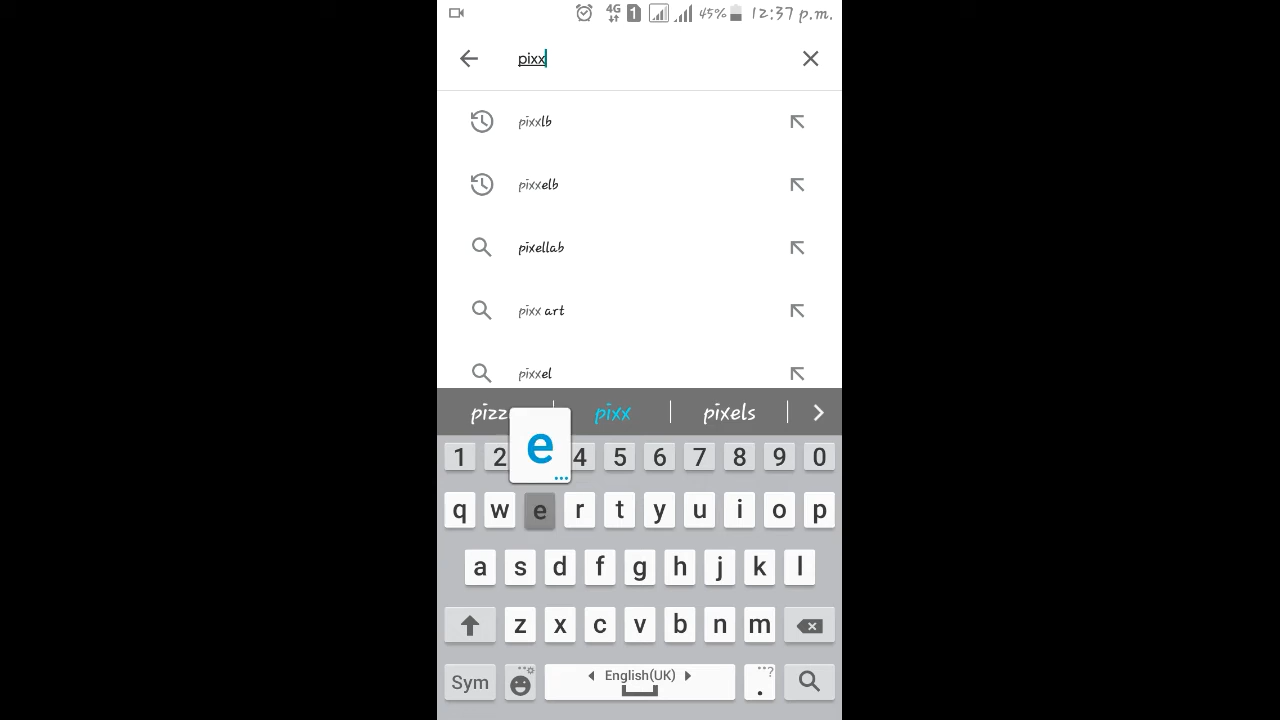 4G 1 45% 12:37 p.m.
pixx
pixxlb
pixxelb
pixellab
pixx art
pixxel
pizz pixx pixels
e
1 2 4 5 6 7 8 9 0
q w e r t y u i o p
a s d f g h j k l
z x c v b n m
Sym English(UK) . ?